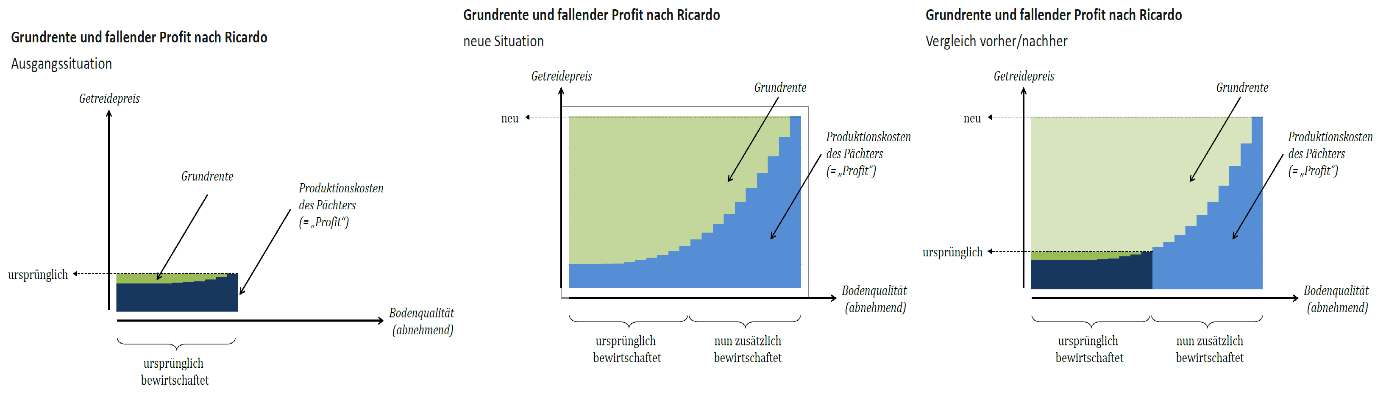 Grundrente und fallender Profit nach Ricardo
Ausgangssituation
Getreidepreis
Grundrente
Produktionskosten
des Pächters
(= „Profit“)
ursprünglich
Bodenqualität
(abnehmend)
ursprünglich
bewirtschaftet
Grundrente und fallender Profit nach Ricardo
neue Situation
Getreidepreis
Grundrente
neu
Produktionskosten
des Pächters
(= „Profit“)
Bodenqualität
(abnehmend)
ursprünglich
bewirtschaftet
nun zusätzlich
bewirtschaftet
Grundrente und fallender Profit nach Ricardo
Vergleich vorher/nachher
Getreidepreis
Grundrente
neu
Produktionskosten
des Pächters
(= „Profit“)
ursprünglich
Bodenqualität
(abnehmend)
ursprünglich
bewirtschaftet
nun zusätzlich
bewirtschaftet